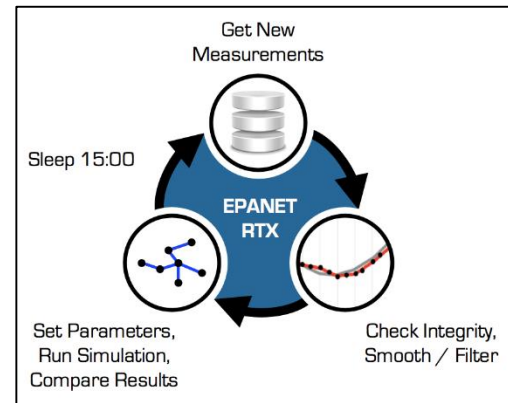 Get New
Measurements
Sleep 15:00
EPANET
RTX
Set Parameters,
Run Simulation,
Compare Results
Check Integrity,
Smooth / Filter